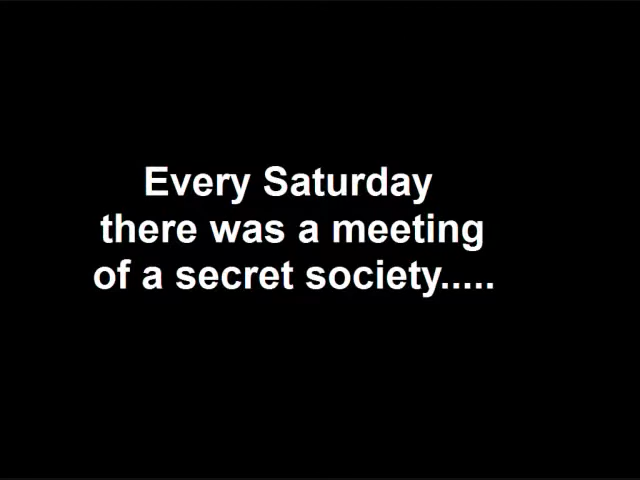 Every Saturday
there was a meeting
of a secret society.....